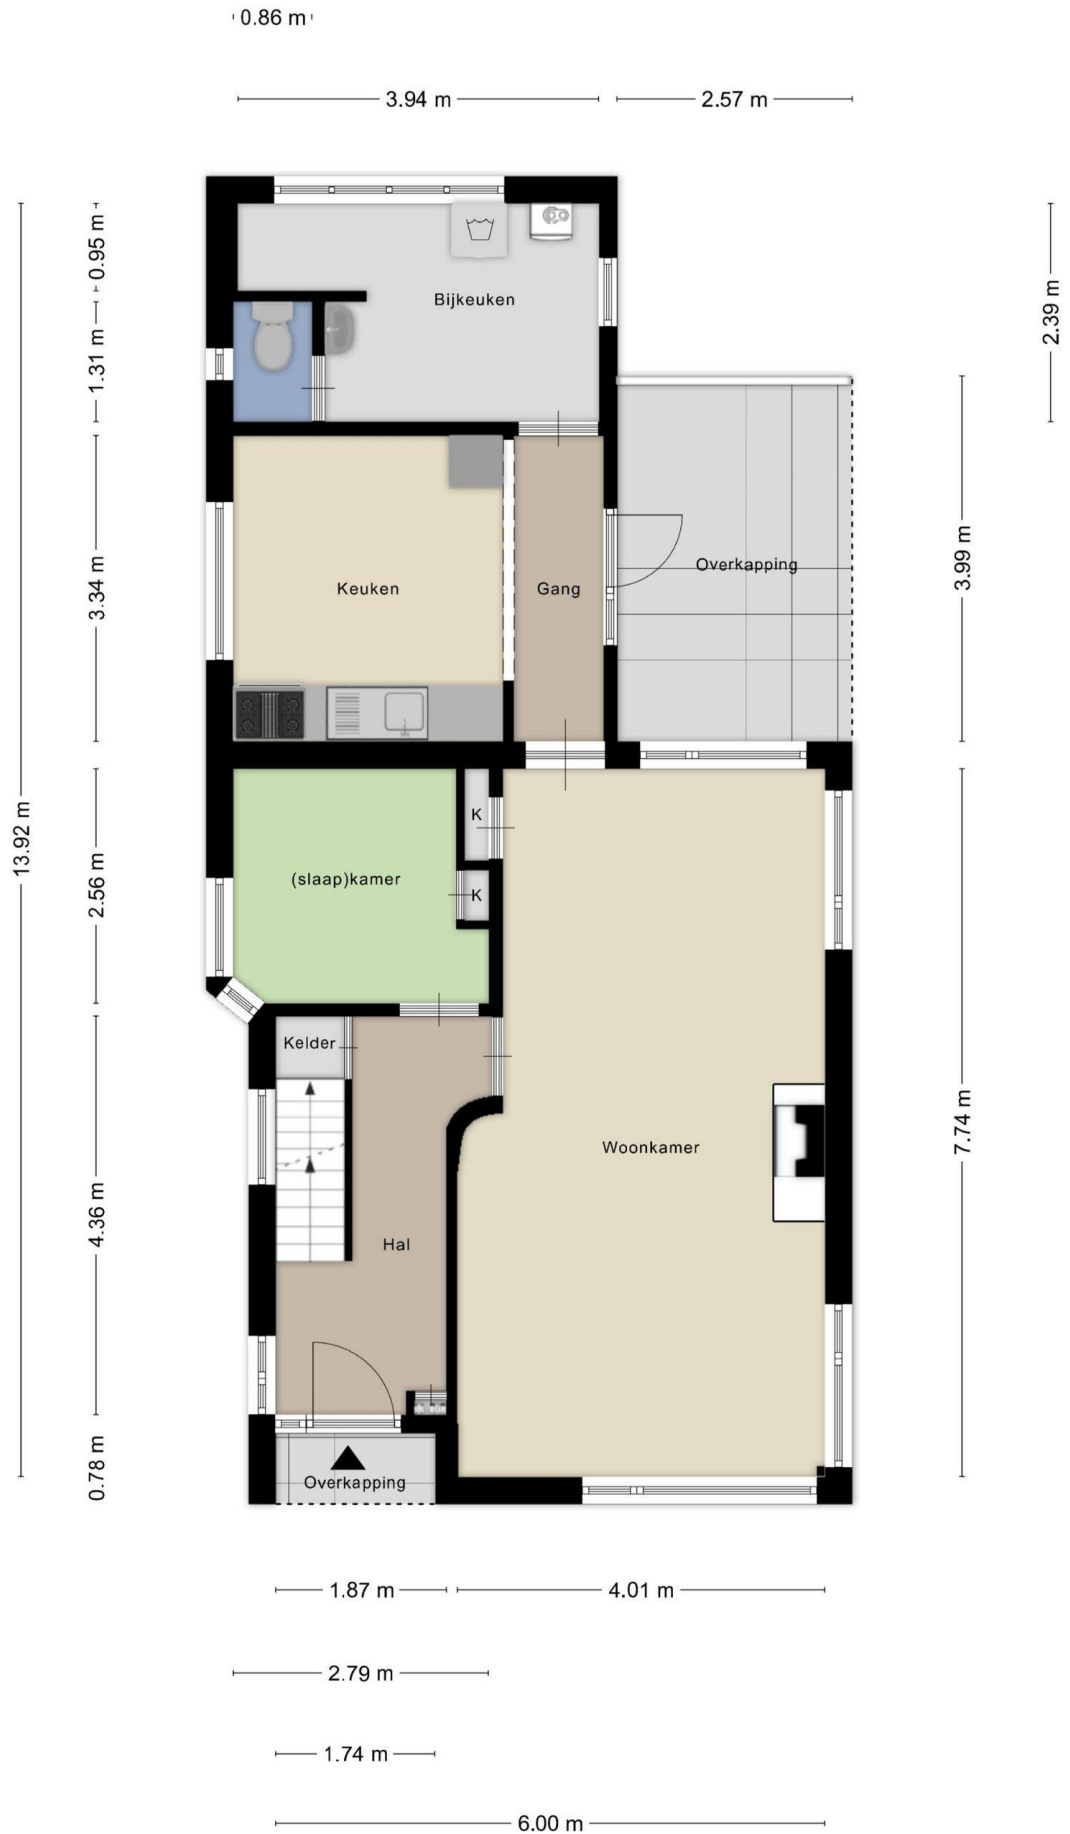 0.86 m
3.94 m
2.57 m
0.95 m
Bijkeuken
2.39 m
1.31 m
3.34 m
Keuken
Gang
Overkapping
3.99 m
13.92 m
2.56 m
K
(slaap)kamer
K
Kelder
Woonkamer
7.74 m
4.36 m
Hal
0.78 m
Overkapping
1.87 m
4.01 m
2.79 m
1.74 m
6.00 m